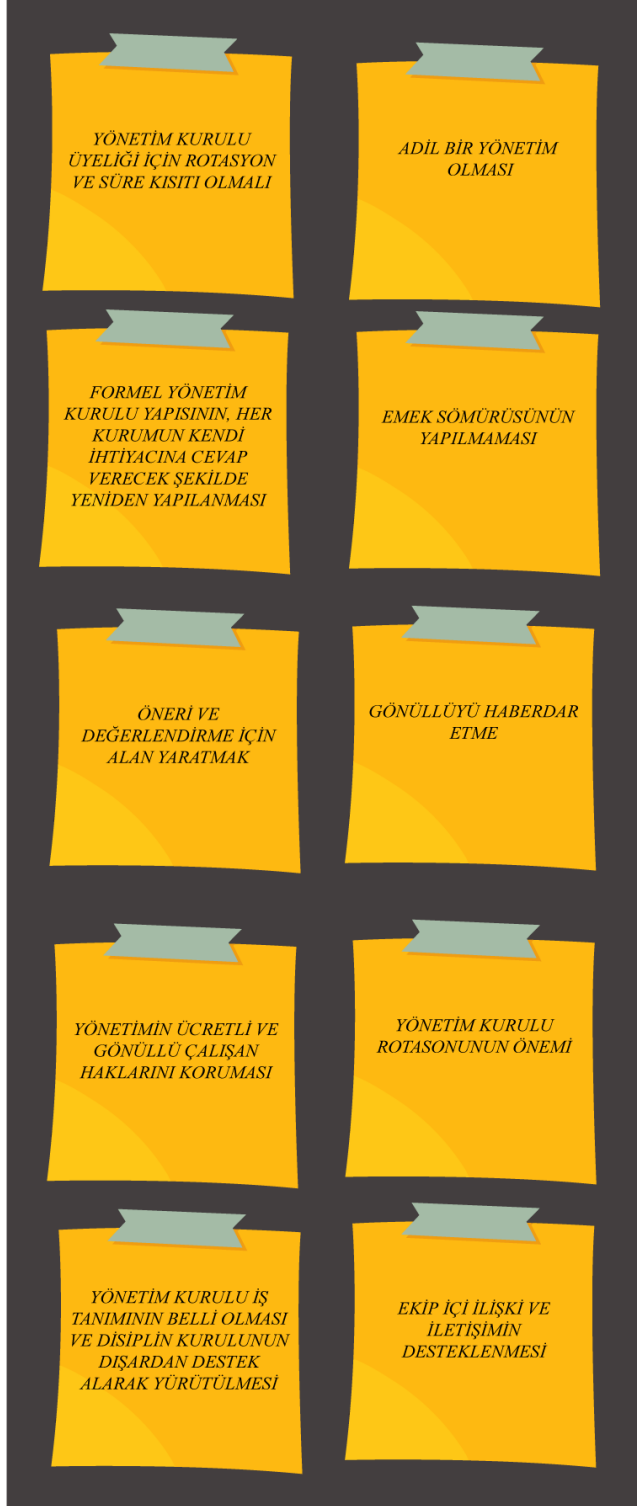 YÖNETİM KURULU
ÜYELİĞİ İÇİN ROTASYON
VE SÜRE KISITI OLMALI
ADİL BİR YÖNETİM
OLMASI
FORMEL YÖNETİM
KURULU YAPISININ, HER
KURUMUN KENDİ
İHTİYACINA CEVAP
VERECEK ŞEKİLDE
YENİDEN YAPILANMASI
EMEK SÖMÜRÜSÜNÜN
YAPILMAMASI
ÖNERİ VE
DEĞERLENDİRME İÇİN
ALAN YARATMAK
GÖNÜLLÜYÜ HABERDAR
ETME
YÖNETİMİN ÜCRETLİ VE
GÖNÜLLÜ ÇALIŞAN
HAKLARINI KORUMASI
YÖNETİM KURULU
ROTASONUNUN ÖNEMİ
YÖNETİM KURULU İŞ
TANIMININ BELLİ OLMASI
VE DISİPLİN KURULUNUN
DIŞARDAN DESTEK
ALARAK YÜRÜTÜLMESİ
EKİP İÇİ İLİŞKİ VE
İLETİŞİMİN
DESTEKLENMESİ